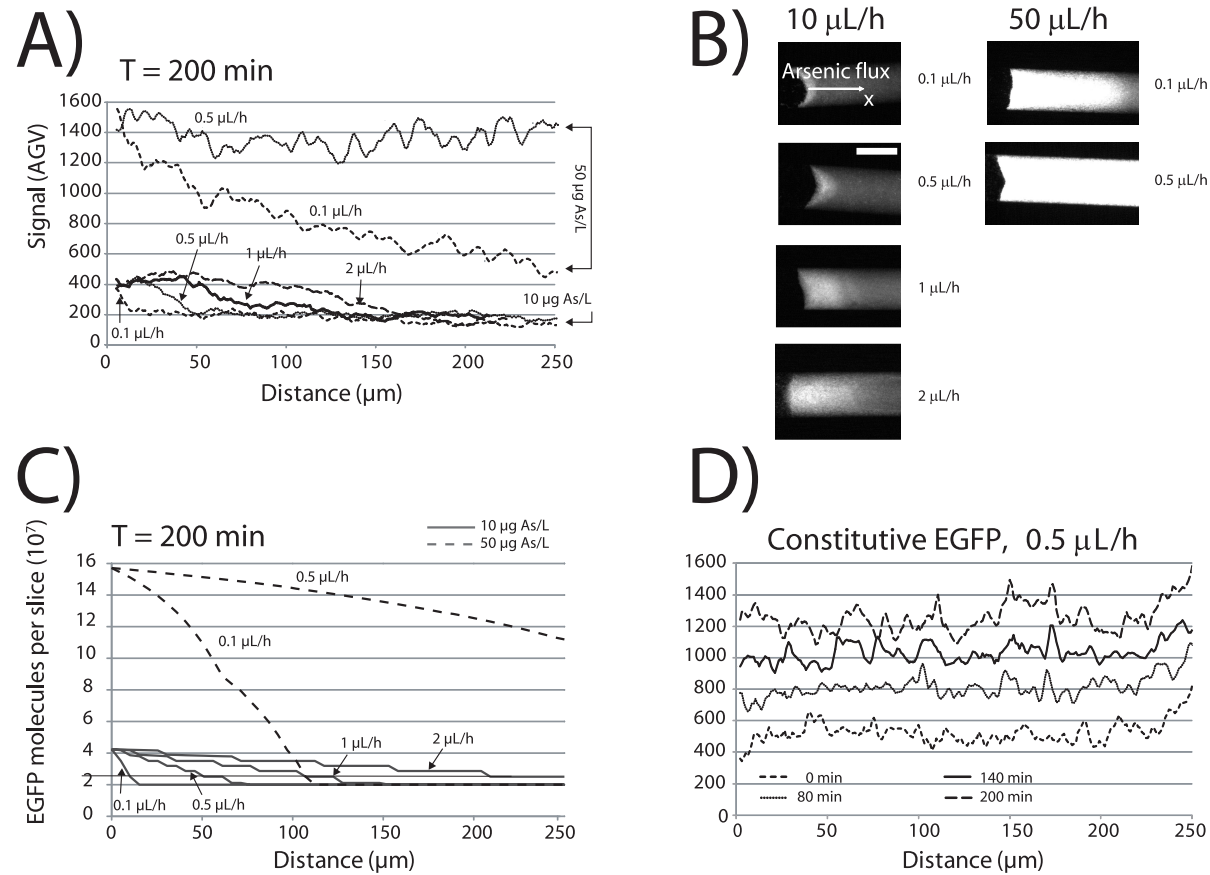 A)
T = 200 min
Signal (AGV)
1600
1400
1200
1000
800
600
400
200
0
0 50 100 150 200 250
Distance (µm)
0.5 µL/h
0.1 µL/h
50 µg As/L
0.5 µL/h
1 µL/h
2 µL/h
10 µg As/L
0.1 µL/h
B)
10 µL/h 50 µL/h
Arsenic flux
x
0.1 µL/h
0.1 µL/h
0.5 µL/h
0.5 µL/h
1 µL/h
2 µL/h
C)
T = 200 min
10 µg As/L
50 µg As/L
EGFP molecules per slice (10⁷)
16
14
12
10
8
6
4
2
0
0 50 100 150 200 250
Distance (µm)
0.5 µL/h
0.1 µL/h
1 µL/h
2 µL/h
0.1 µL/h
0.5 µL/h
D)
Constitutive EGFP, 0.5 µL/h
1600
1400
1200
1000
800
600
400
200
0
0 min 140 min
80 min 200 min
0 50 100 150 200 250
Distance (µm)